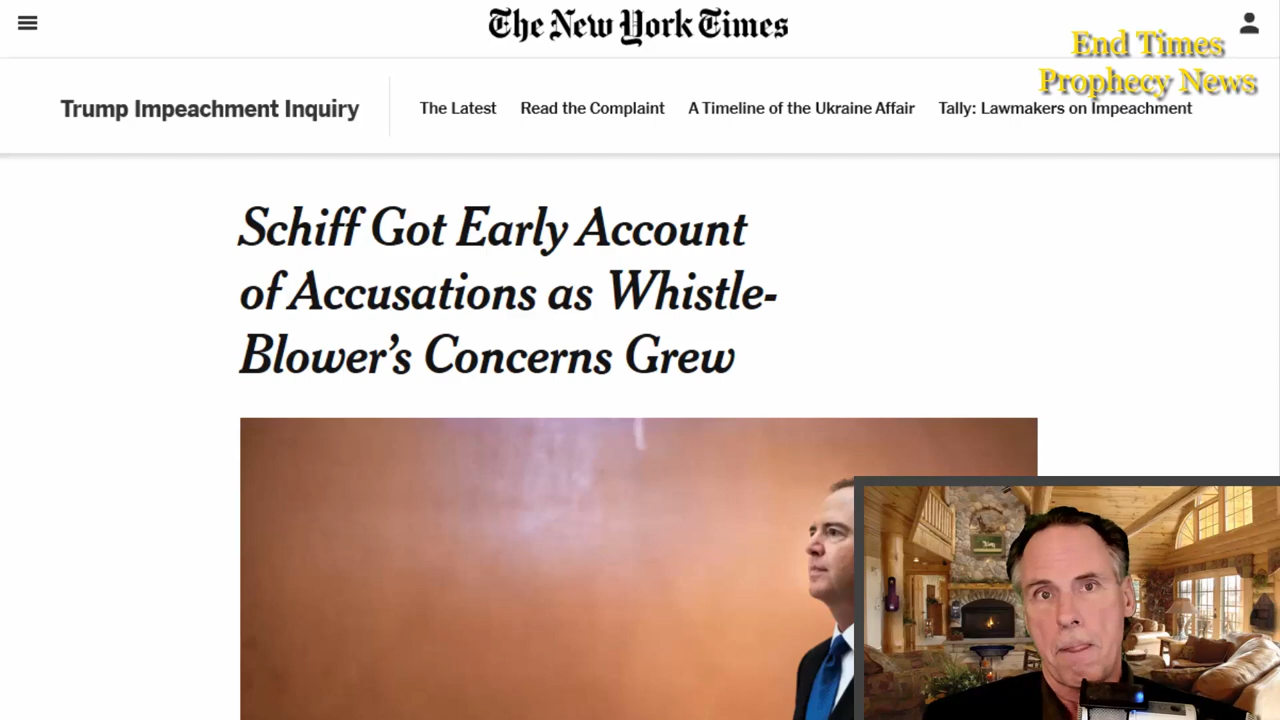 The New York Times
End Times
Prophecy News
Trump Impeachment Inquiry
The Latest
Read the Complaint
A Timeline of the Ukraine Affair
Tally: Lawmakers on Impeachment
Schiff Got Early Account
of Accusations as Whistle-
Blower’s Concerns Grew